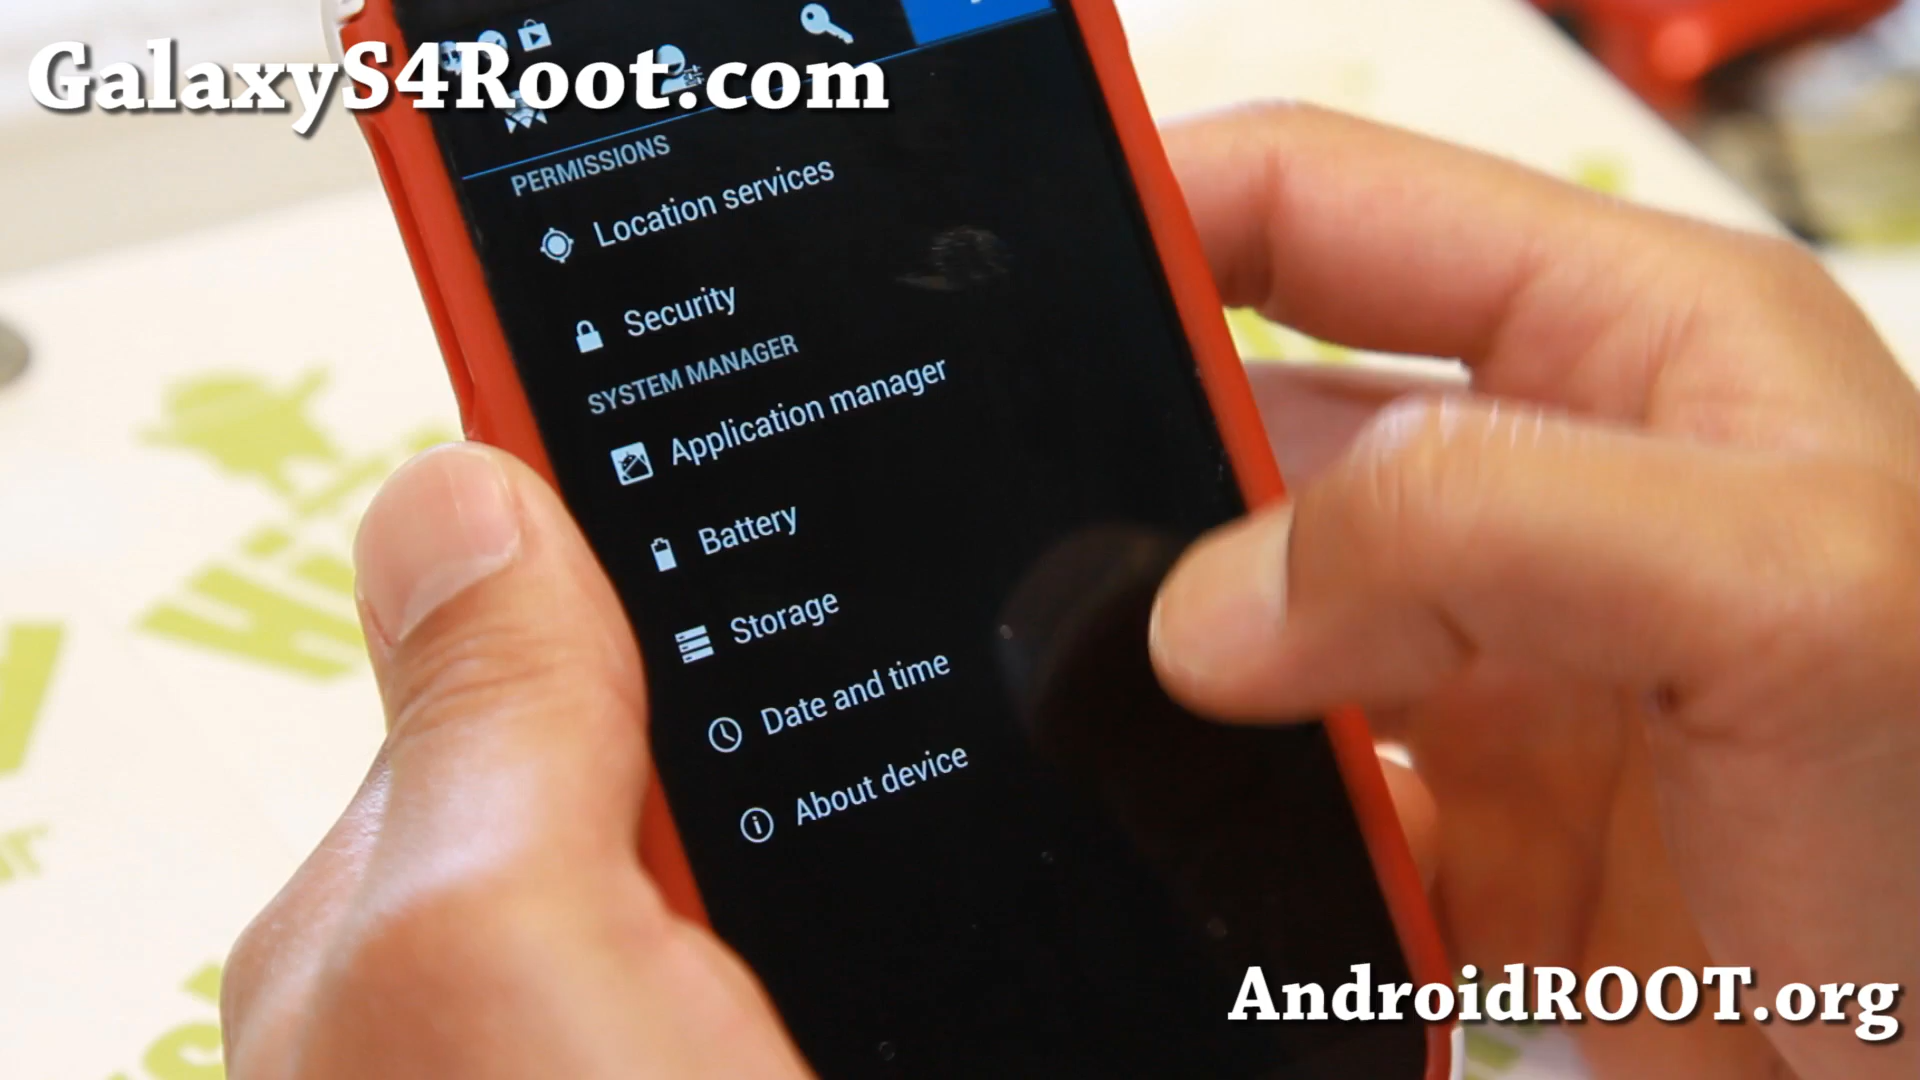 GalaxyS4Root.com
PERMISSIONS
Location services
Security
SYSTEM MANAGER
Application manager
Battery
Storage
Date and time
About device
AndroidROOT.org